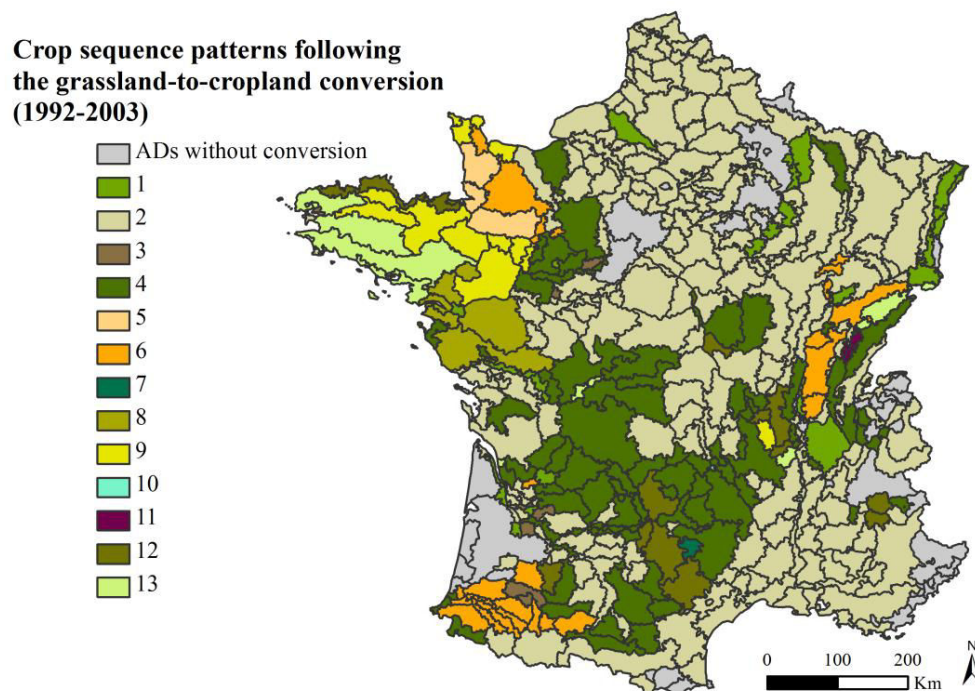 Crop sequence patterns following
the grassland-to-cropland conversion
(1992-2003)
ADs without conversion
1
2
3
4
5
6
7
8
9
10
11
12
13
N
0 100 200
Km